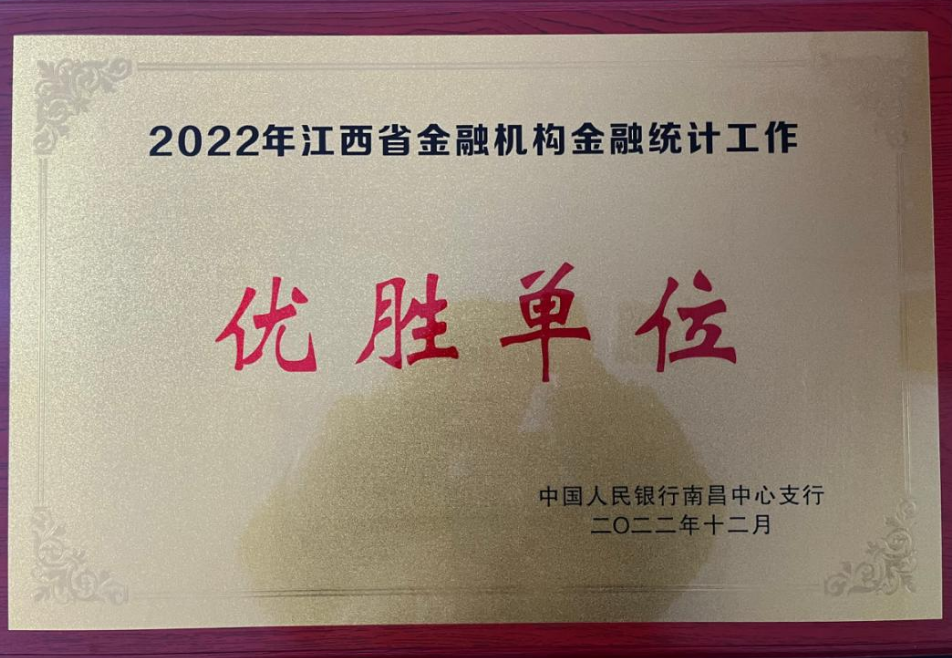 2022年江西省金融机构金融统计工作
优胜单位
中国人民银行南昌中心支行
二〇二二年十二月